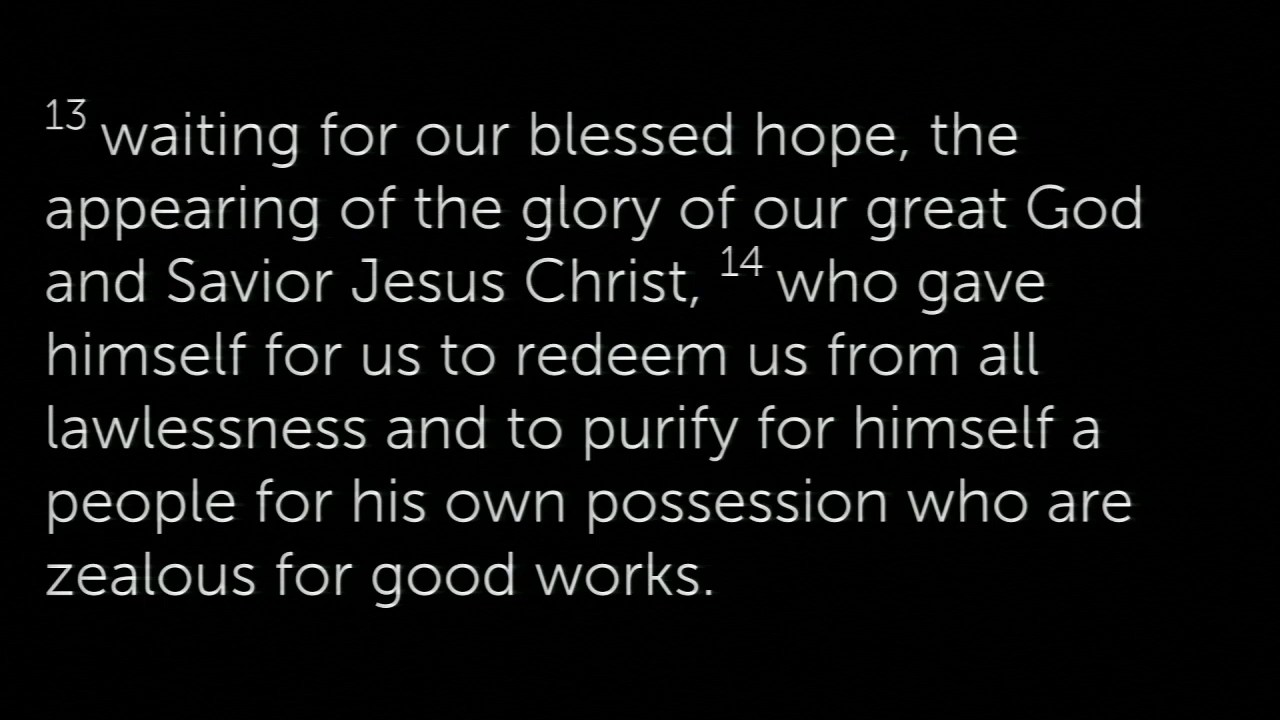 13 waiting for our blessed hope, the
appearing of the glory of our great God
and Savior Jesus Christ, 14 who gave
himself for us to redeem us from all
lawlessness and to purify for himself a
people for his own possession who are
zealous for good works.